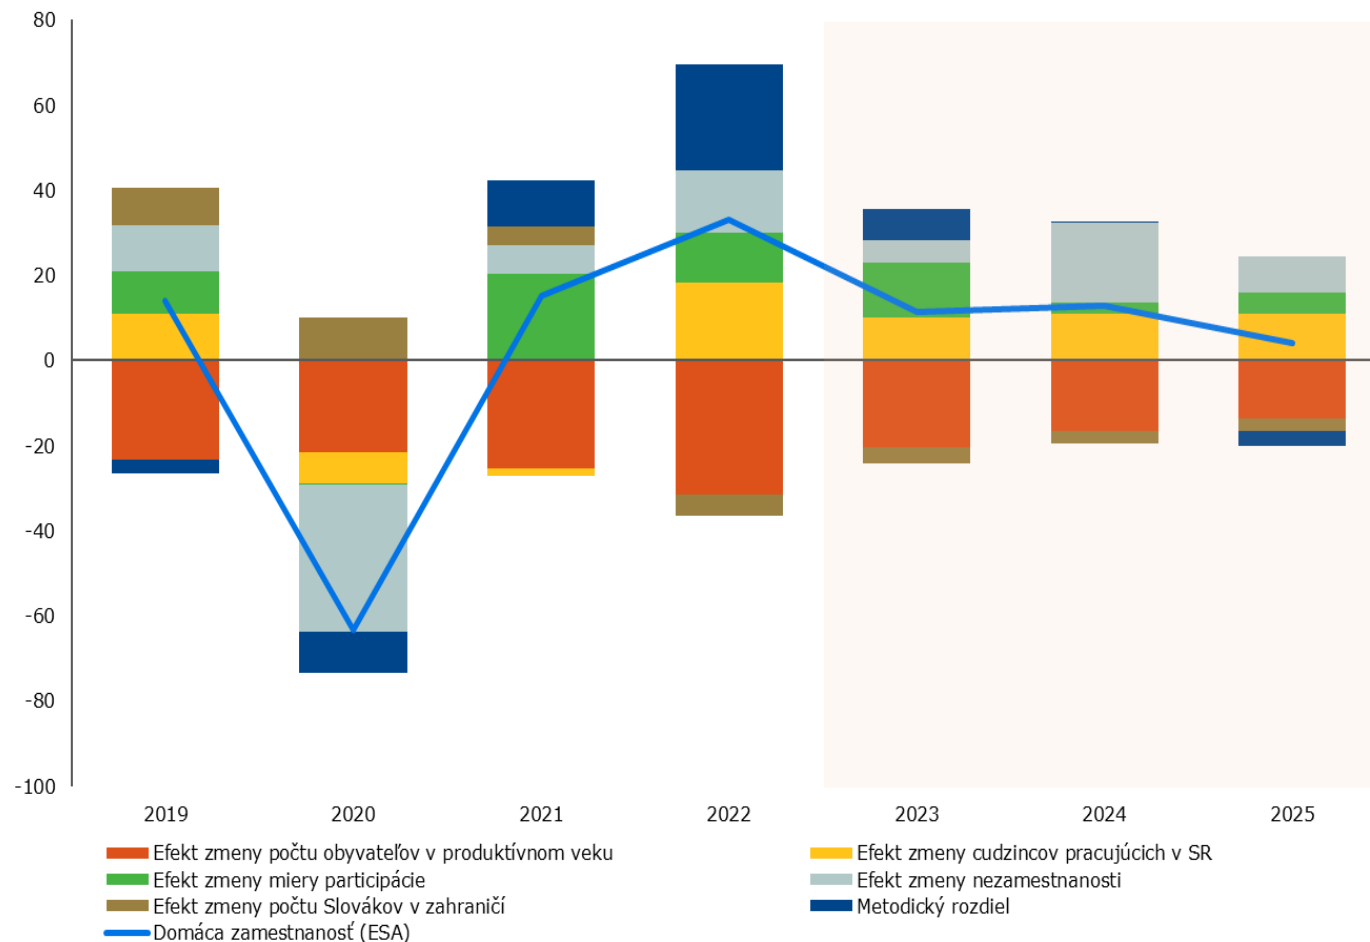 80
60
40
20
0
-20
-40
-60
-80
-100
2019 2020 2021 2022 2023 2024 2025
Efekt zmeny počtu obyvateľov v produktívnom veku
Efekt zmeny cudzincov pracujúcich v SR
Efekt zmeny miery participácie
Efekt zmeny nezamestnanosti
Efekt zmeny počtu Slovákov v zahraničí
Metodický rozdiel
Domáca zamestnanosť (ESA)